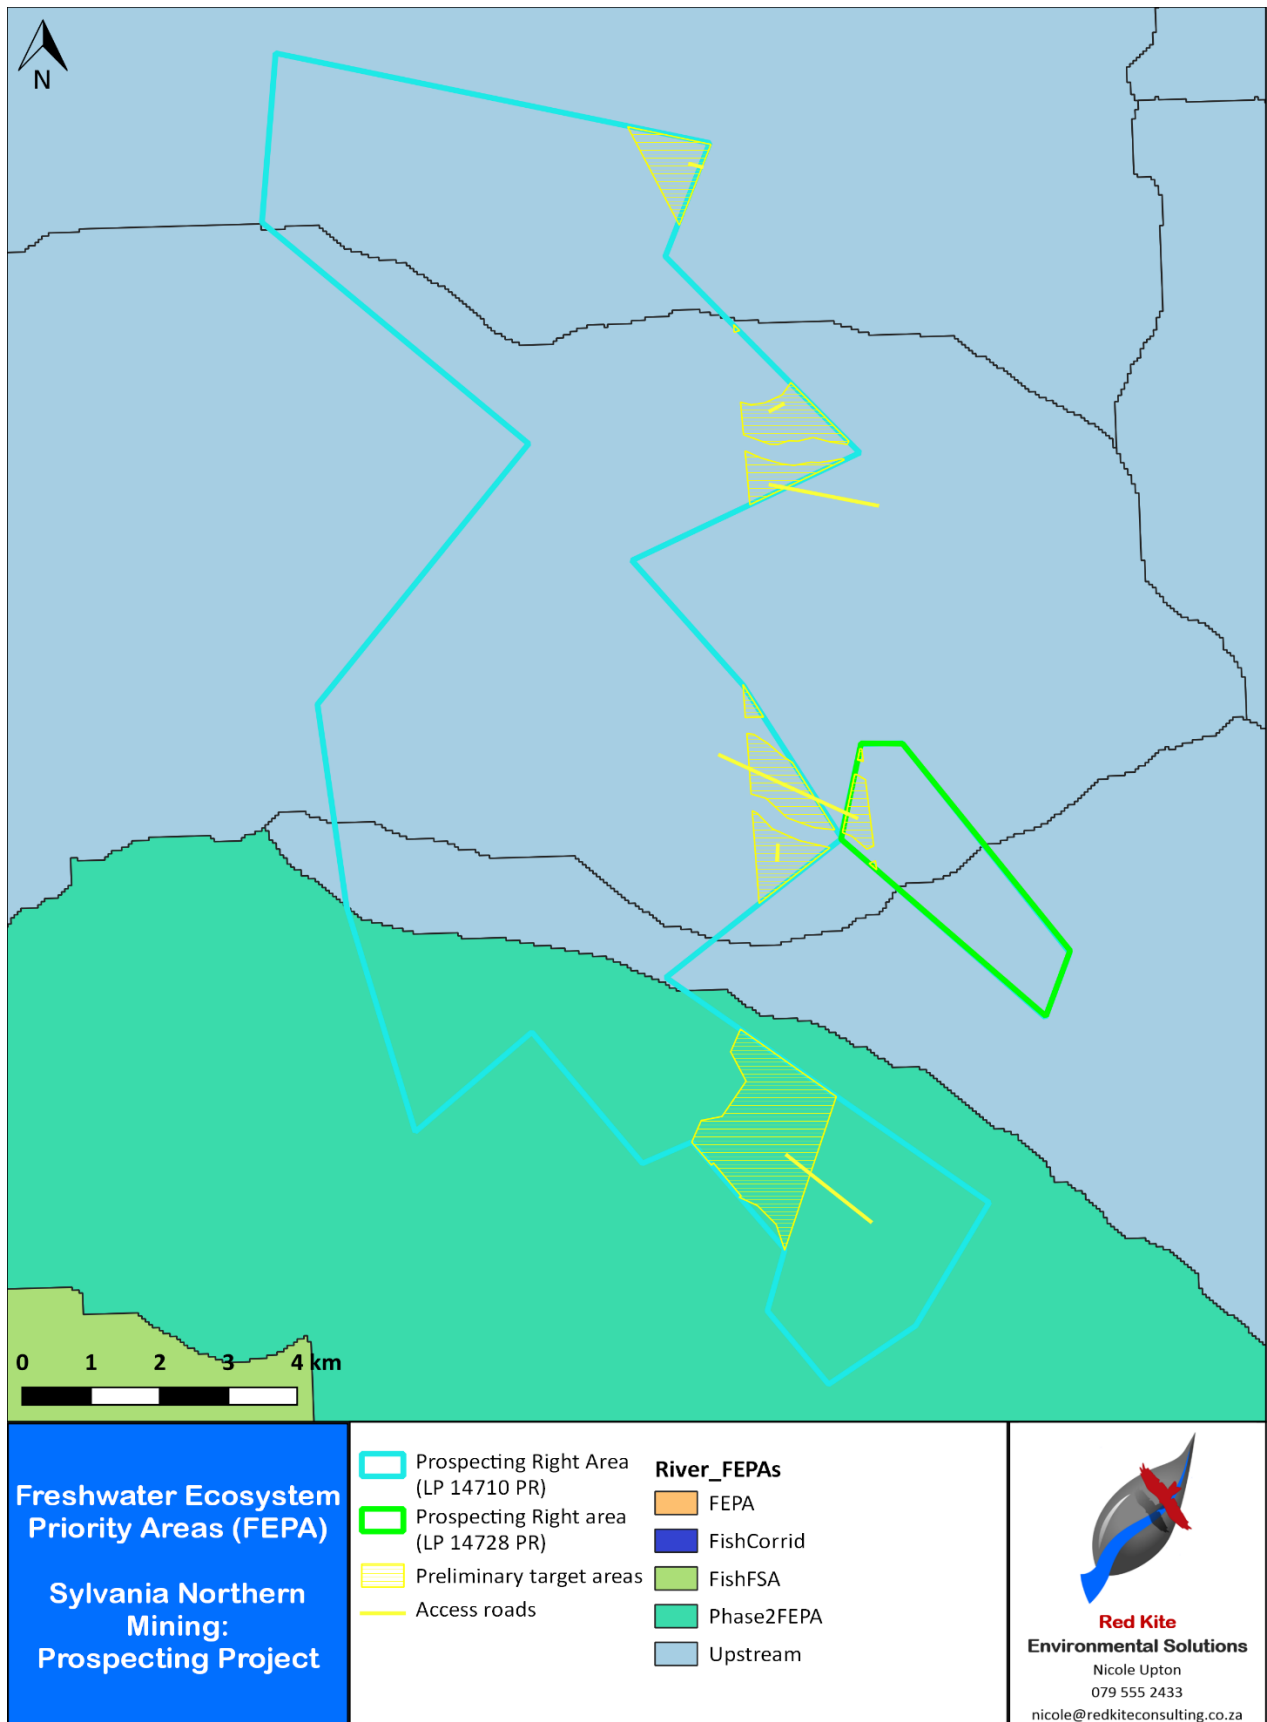 N
0 1 2 3 4 km
Freshwater Ecosystem
Priority Areas (FEPA)
Sylvania Northern
Mining:
Prospecting Project
Prospecting Right Area
(LP 14710 PR)
Prospecting Right area
(LP 14728 PR)
Preliminary target areas
Access roads
River_FEPAs
FEPA
FishCorrid
FishFSA
Phase2FEPA
Upstream
Red Kite
Environmental Solutions
Nicole Upton
079 555 2433
nicole@redkiteconsulting.co.za